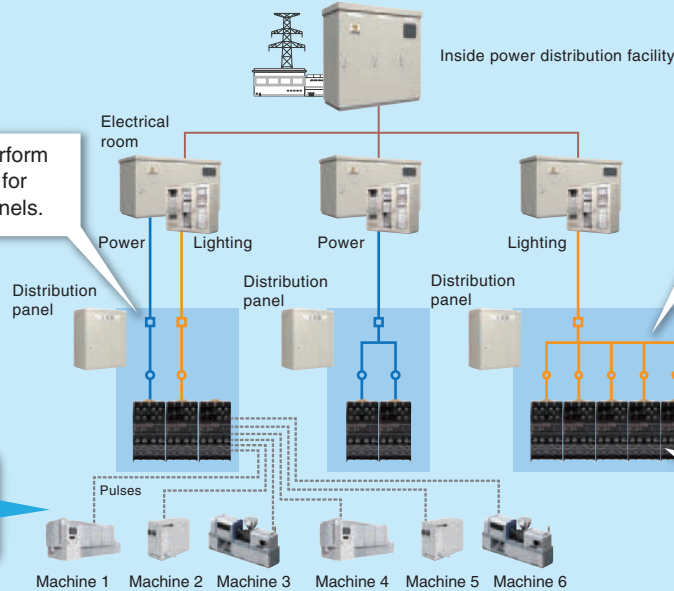 Inside power distribution facility
Electrical
room
rform
for
nels.
Power
Lighting
Power
Lighting
Distribution
panel
Distribution
panel
Distribution
panel
Pulses
Machine 1
Machine 2
Machine 3
Machine 4
Machine 5
Machine 6